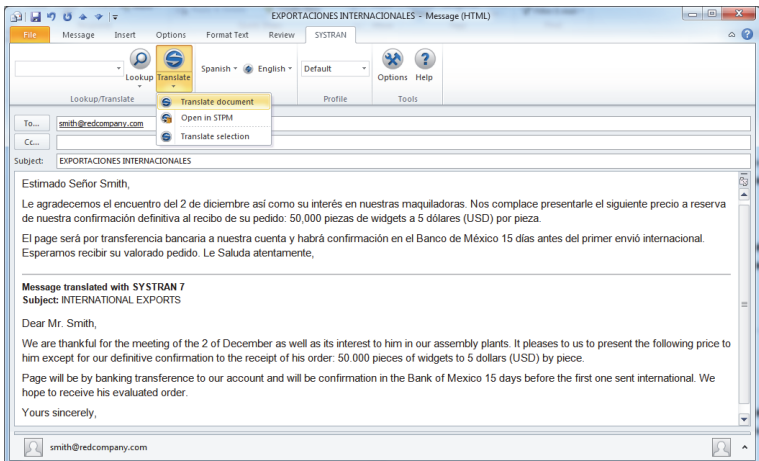 EXPORTACIONES INTERNACIONALES - Message (HTML)
File Message Insert Options Format Text Review SYSTRAN
Lookup Translate Spanish English Default Options Help
Lookup/Translate Profile Tools
Translate document
Open in STPM
Translate selection
To... smith@redcompany.com
Cc...
Subject: EXPORTACIONES INTERNACIONALES
Estimado Señor Smith,
Le agradecemos el encuentro del 2 de diciembre así como su interés en nuestras maquiladoras. Nos complace presentarle el siguiente precio a reserva
de nuestra confirmación definitiva al recibo de su pedido: 50,000 piezas de widgets a 5 dólares (USD) por pieza.
El page será por transferencia bancaria a nuestra cuenta y habrá confirmación en el Banco de México 15 días antes del primer envió internacional.
Esperamos recibir su valorado pedido. Le Saluda atentamente,
Message translated with SYSTRAN 7
Subject: INTERNATIONAL EXPORTS
Dear Mr. Smith,
We are thankful for the meeting of the 2 of December as well as its interest to him in our assembly plants. It pleases to us to present the following price to
him except for our definitive confirmation to the receipt of his order: 50.000 pieces of widgets to 5 dollars (USD) by piece.
Page will be by banking transference to our account and will be confirmation in the Bank of Mexico 15 days before the first one sent international. We
hope to receive his evaluated order.
Yours sincerely,
smith@redcompany.com